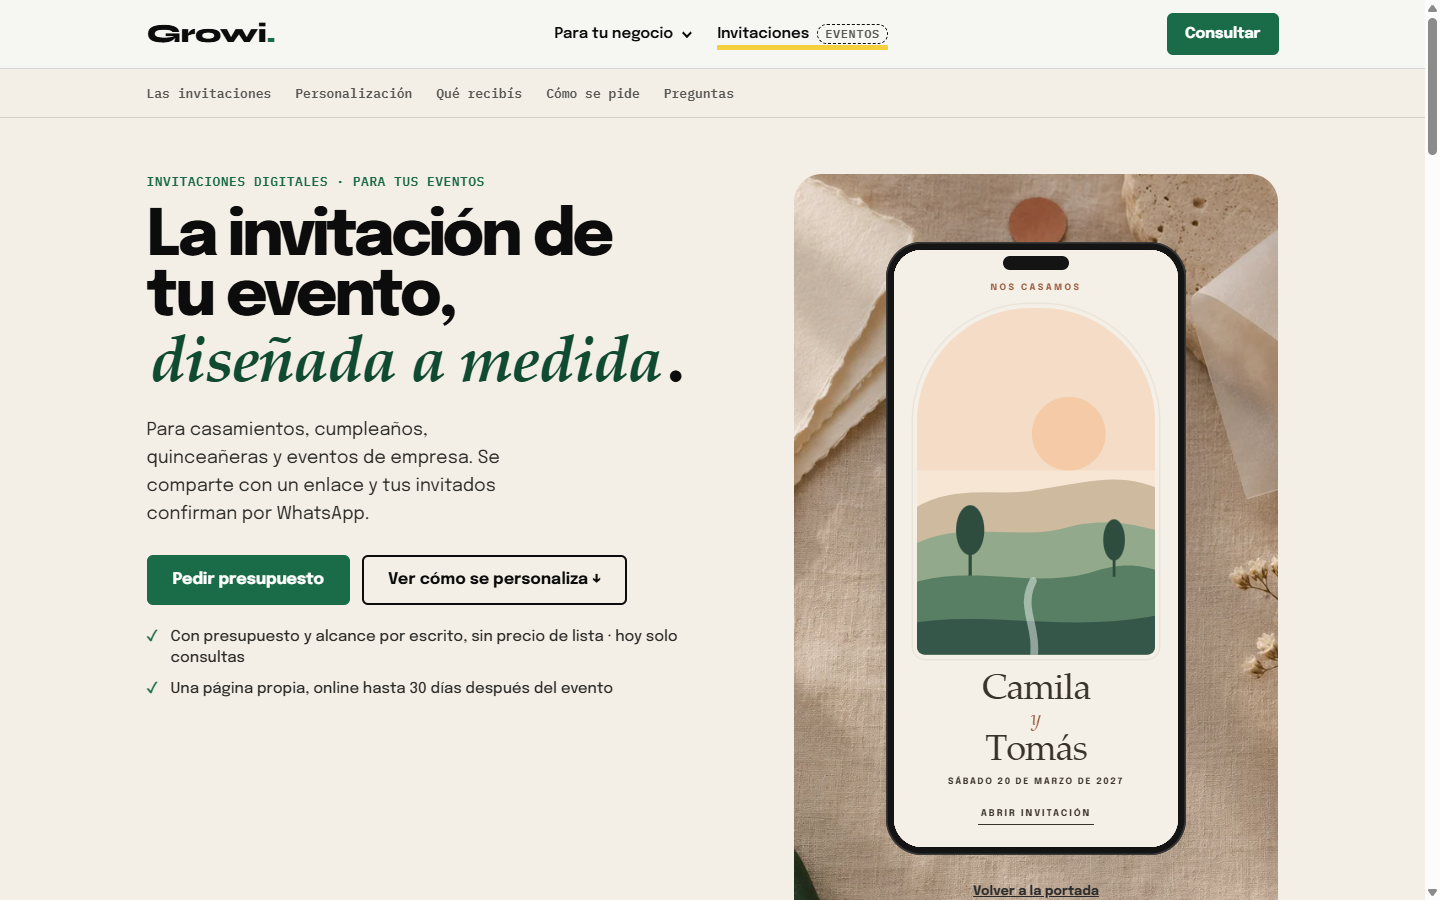 Growi.
Para tu negocio
Invitaciones EVENTOS
Consultar
Las invitaciones
Personalización
Qué recibís
Cómo se pide
Preguntas
INVITACIONES DIGITALES · PARA TUS EVENTOS
La invitación de
tu evento,
diseñada a medida.
Para casamientos, cumpleaños,
quinceañeras y eventos de empresa. Se
comparte con un enlace y tus invitados
confirman por WhatsApp.
Pedir presupuesto
Ver cómo se personaliza ↓
✓ Con presupuesto y alcance por escrito, sin precio de lista · hoy solo
consultas
✓ Una página propia, online hasta 30 días después del evento
NOS CASAMOS
Camila
y
Tomás
SÁBADO 20 DE MARZO DE 2027
ABRIR INVITACIÓN
Volver a la portada